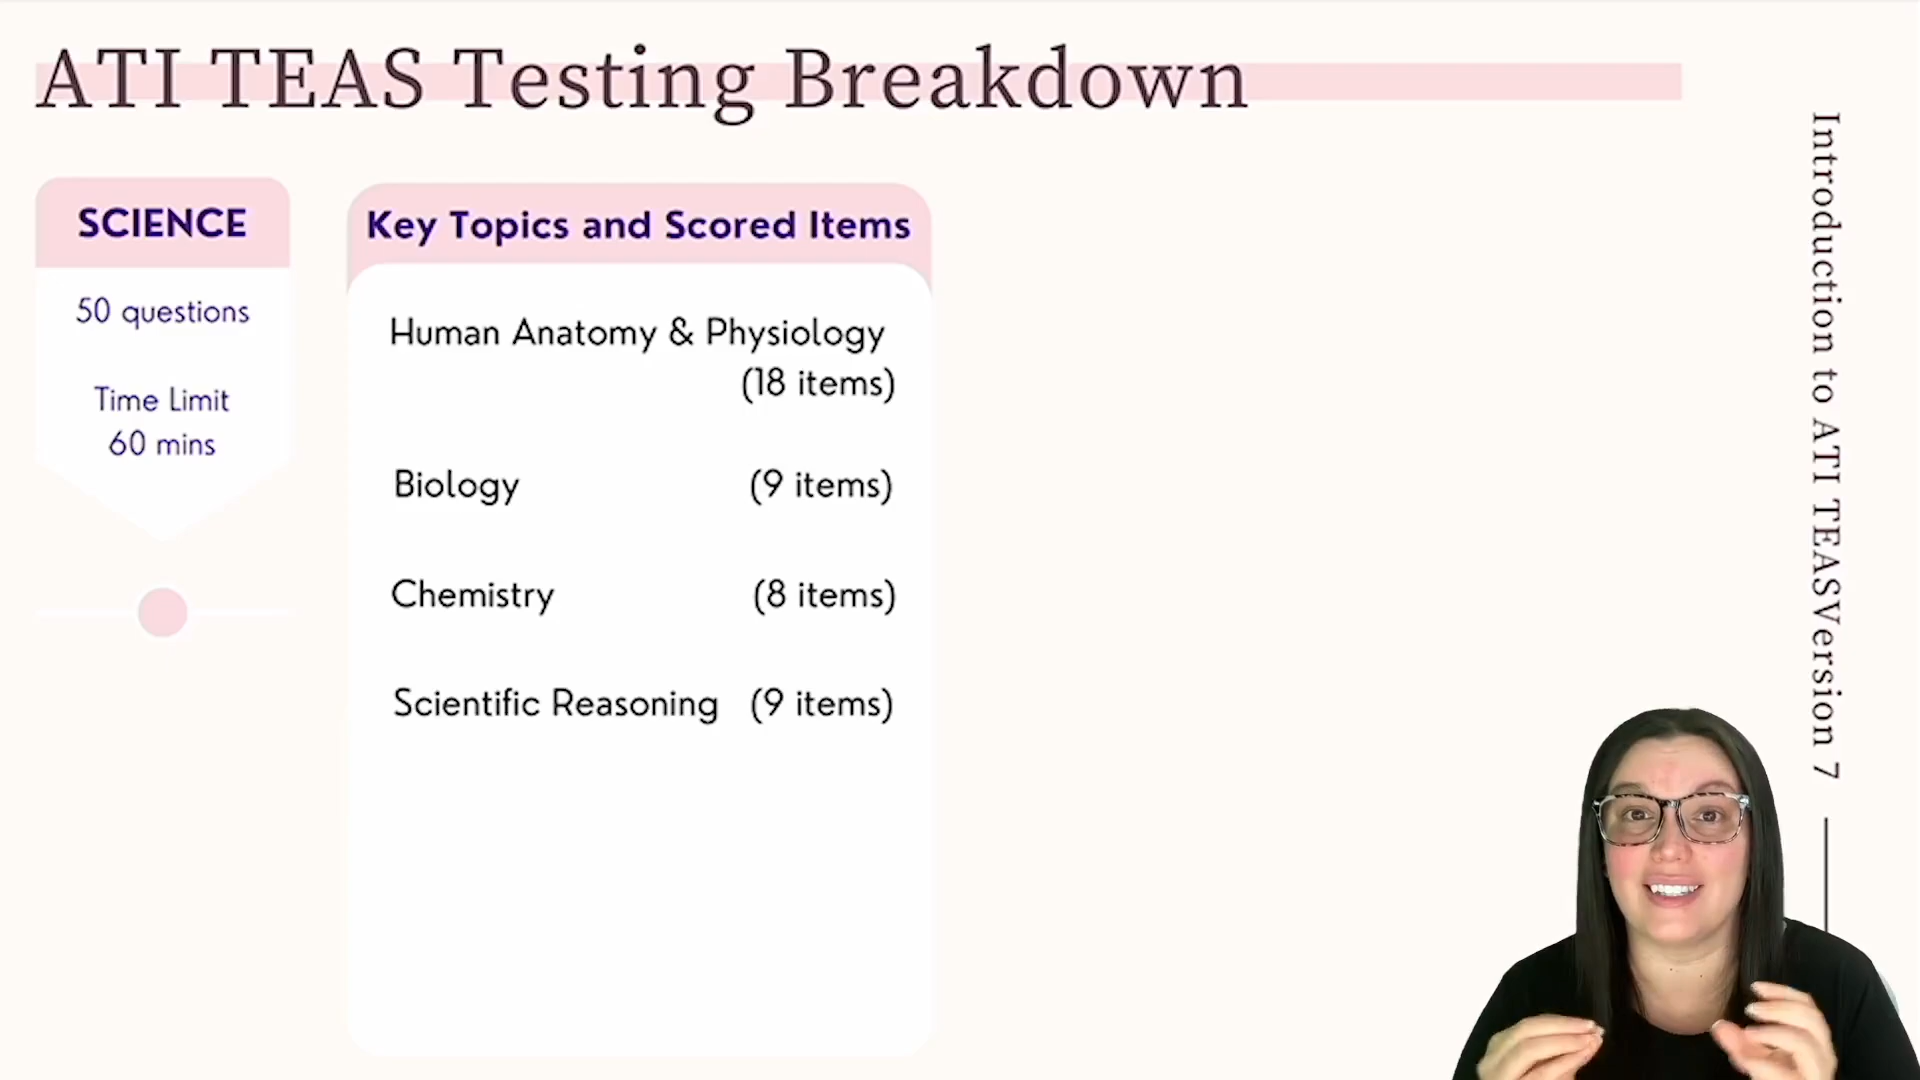 ATI TEAS Testing Breakdown
SCIENCE
50 questions
Time Limit
60 mins
Key Topics and Scored Items
Human Anatomy & Physiology
(18 items)
Biology (9 items)
Chemistry (8 items)
Scientific Reasoning (9 items)
Introduction to ATI TEASVersion 7